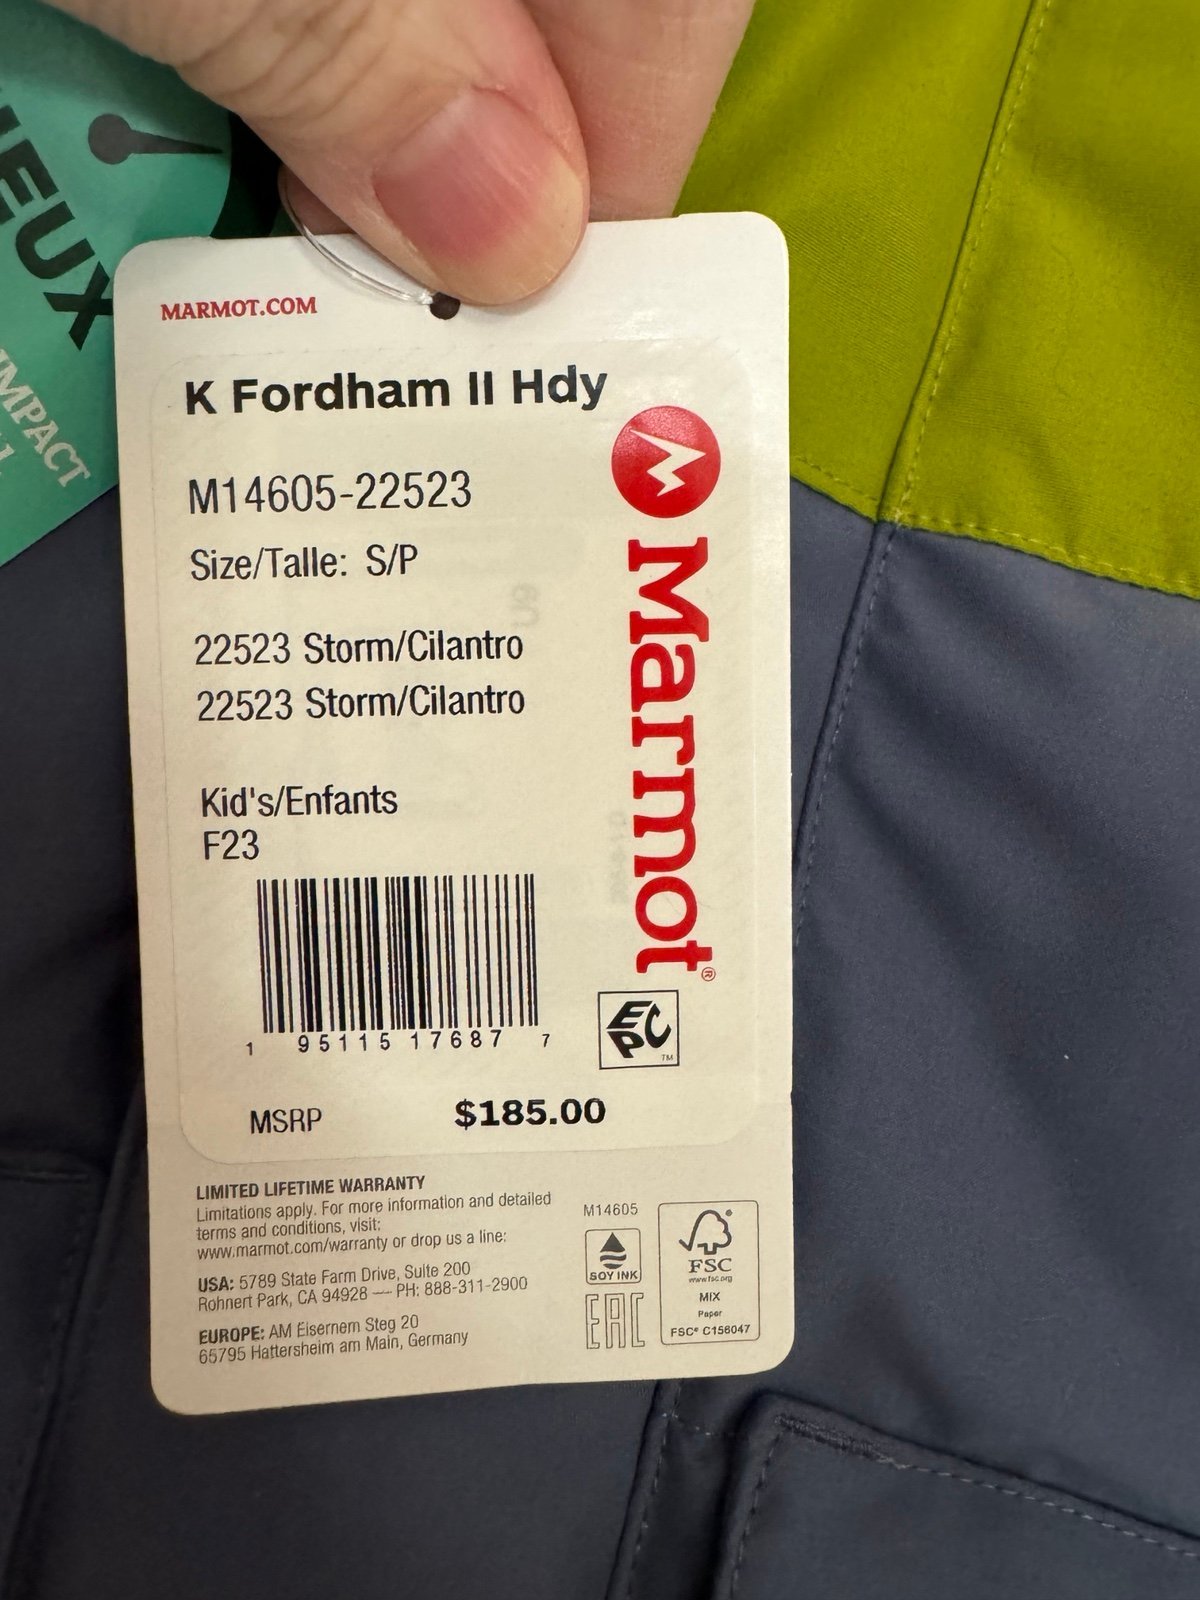 EUX
IMPACT
MARMOT.COM
K Fordham II Hdy
M14605-22523
Size/Talle: S/P
22523 Storm/Cilantro
22523 Storm/Cilantro
Kid's/Enfants
F23
1 95115 17687 7
MSRP $185.00
Marmot®
EPC™
LIMITED LIFETIME WARRANTY
Limitations apply. For more information and detailed
terms and conditions, visit:
www.marmot.com/warranty or drop us a line:
USA: 5789 State Farm Drive, Suite 200
Rohnert Park, CA 94928 — PH: 888-311-2900
EUROPE: AM Eisernem Steg 20
65795 Hattersheim am Main, Germany
M14605
SOY INK
EAC
FSC
www.fsc.org
MIX
Paper
FSC® C156047